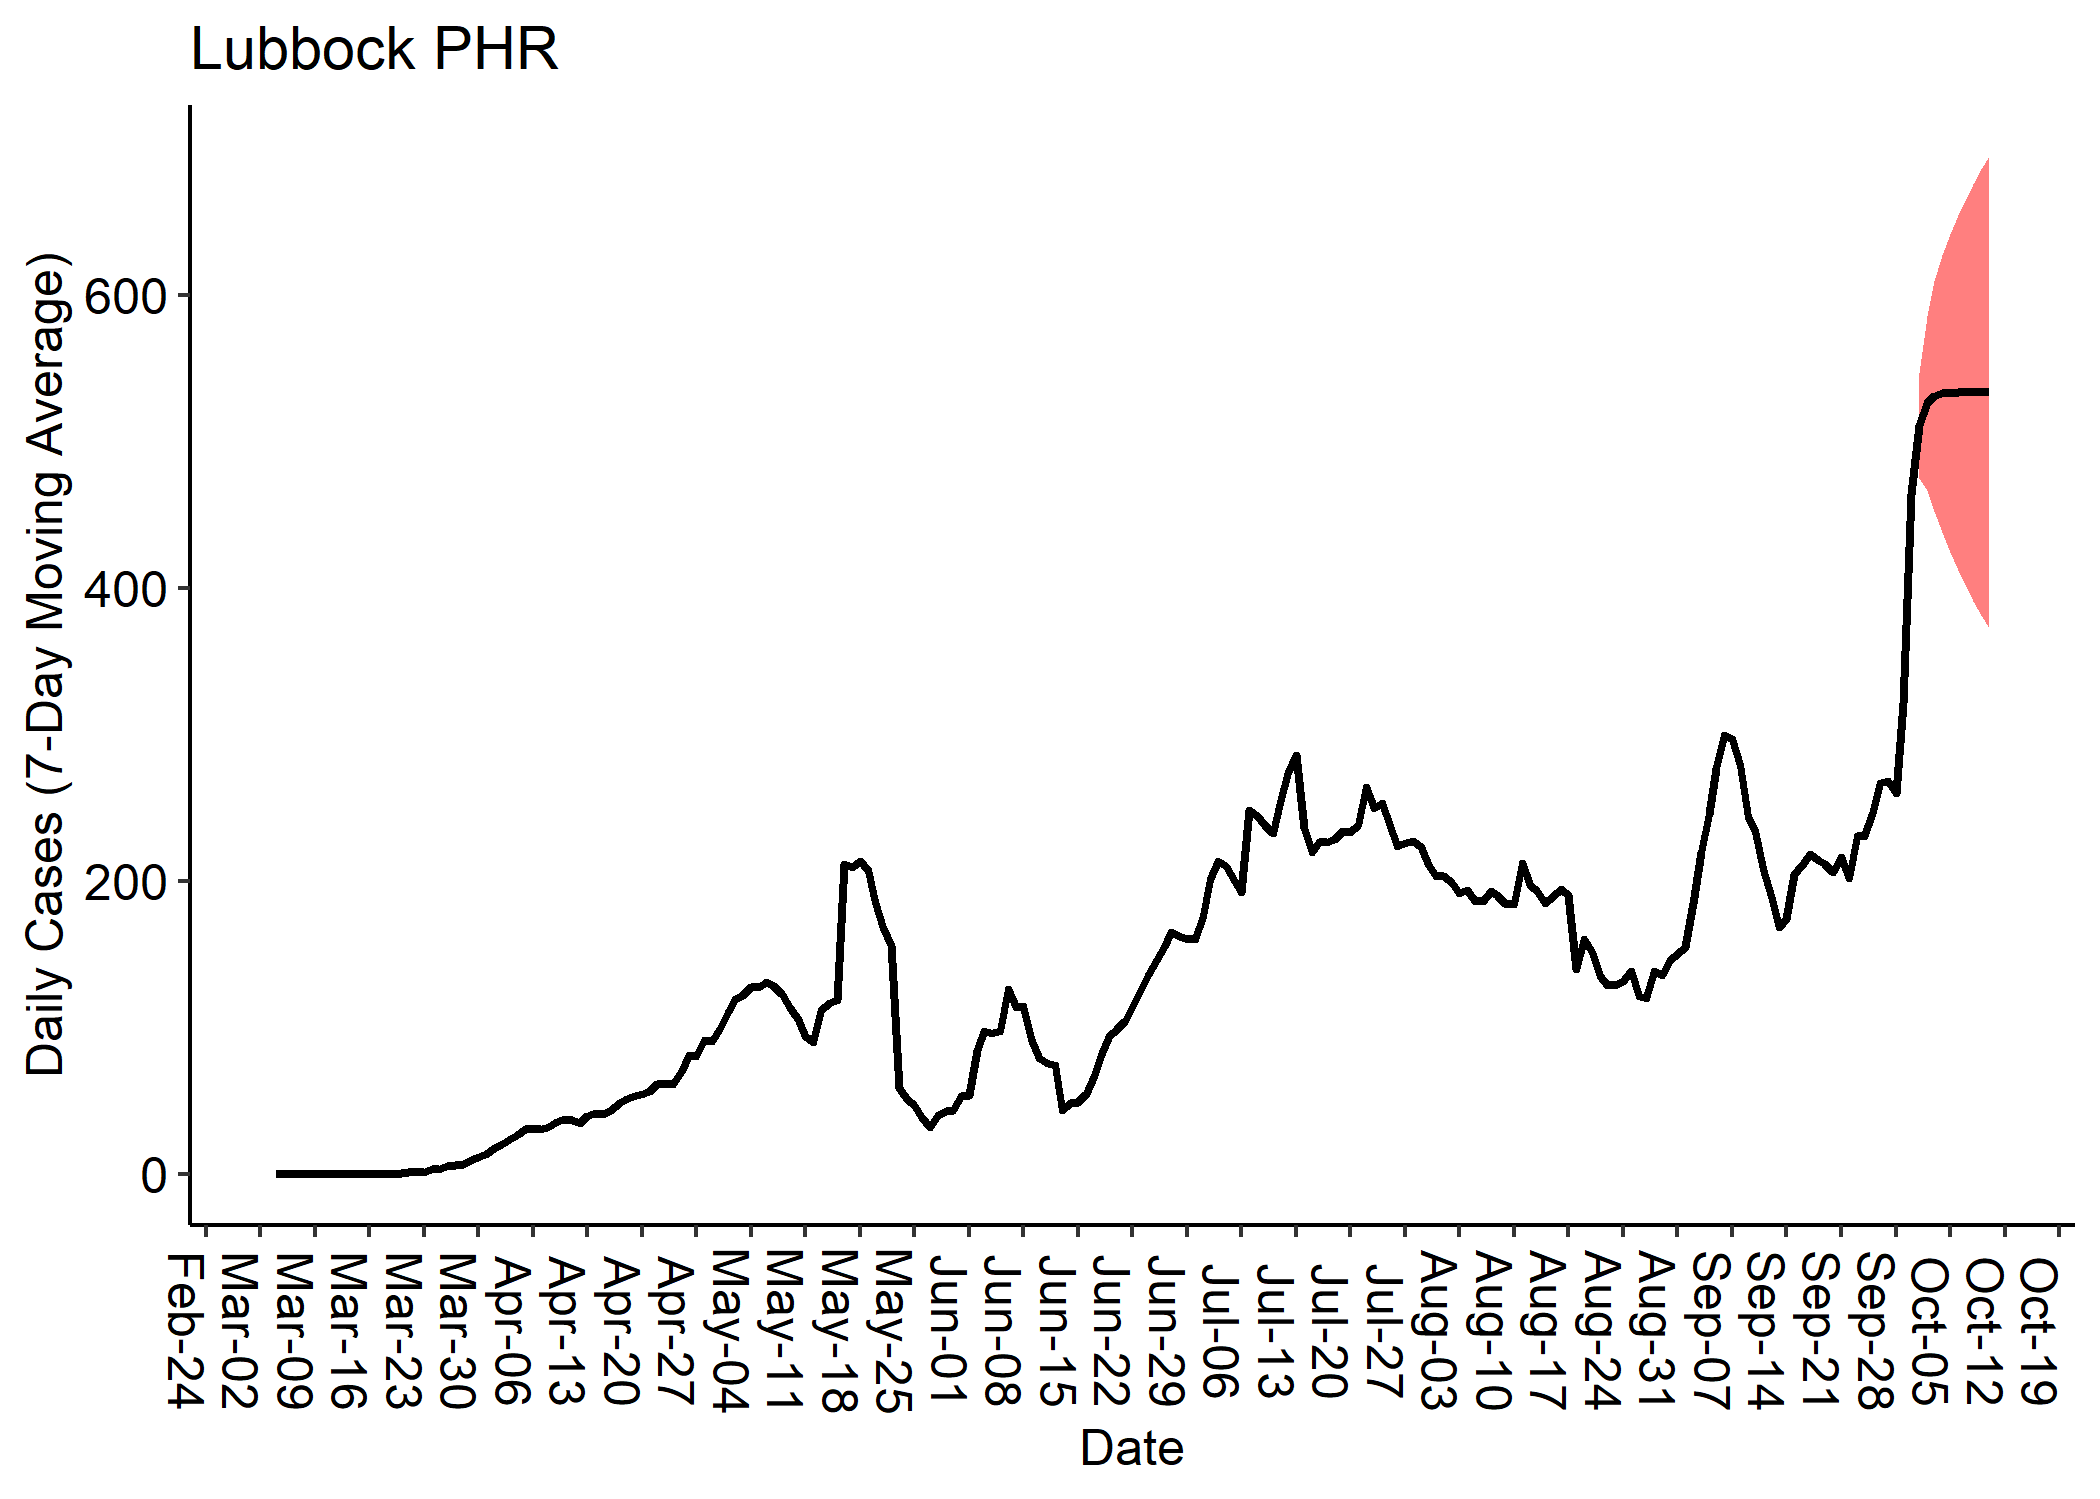 Lubbock PHR
Daily Cases (7-Day Moving Average)
600
400
200
0
Feb-24
Mar-02
Mar-09
Mar-16
Mar-23
Mar-30
Apr-06
Apr-13
Apr-20
Apr-27
May-04
May-11
May-18
May-25
Jun-01
Jun-08
Jun-15
Jun-22
Jun-29
Jul-06
Jul-13
Jul-20
Jul-27
Aug-03
Aug-10
Aug-17
Aug-24
Aug-31
Sep-07
Sep-14
Sep-21
Sep-28
Oct-05
Oct-12
Oct-19
Date